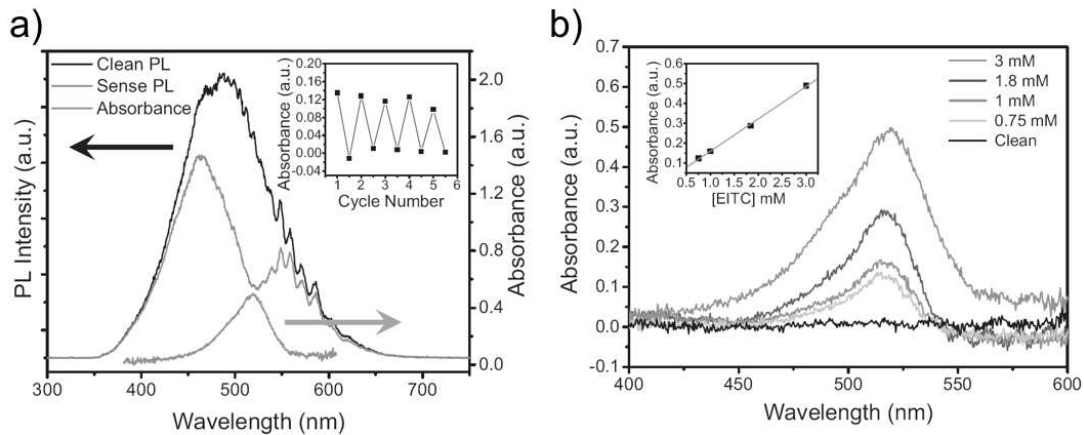 a)
PL Intensity (a.u.)
Clean PL
Sense PL
Absorbance
Absorbance (a.u.)
0.20
0.16
0.12
0.08
0.04
0.00
-0.04
1 2 3 4 5 6
Cycle Number
2.0
1.6
1.2
0.8
0.4
0.0
Absorbance (a.u.)
300 400 500 600 700
Wavelength (nm)
b)
Absorbance (a.u.)
0.7
0.6
0.5
0.4
0.3
0.2
0.1
0.0
-0.1
Absorbance (a.u.)
0.6
0.5
0.4
0.3
0.2
0.1
0.5 1.0 1.5 2.0 2.5 3.0
[EITC] mM
3 mM
1.8 mM
1 mM
0.75 mM
Clean
400 450 500 550 600
Wavelength (nm)